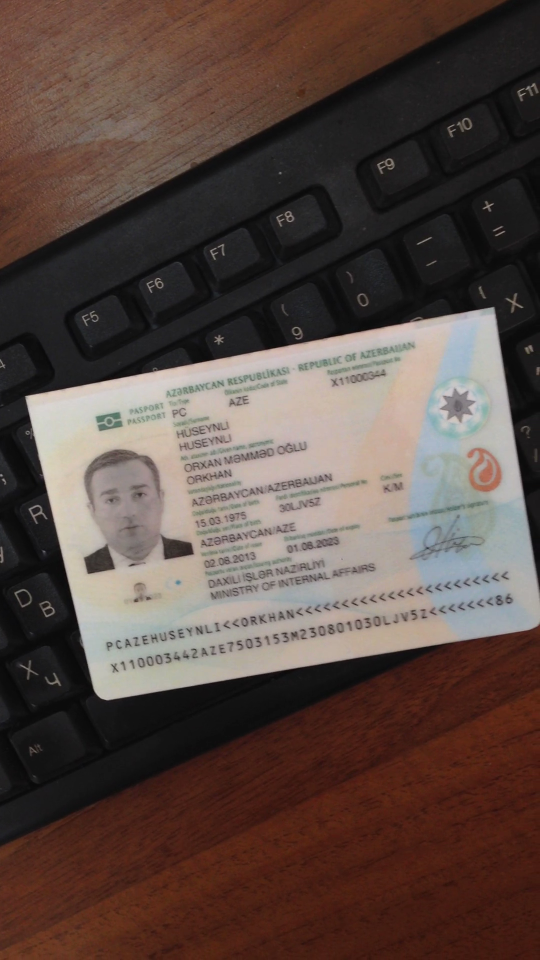 F11
F10
F9
F8
F7
F6
F5
+
=
—
–
)
0
(
9
*
X
AZƏRBAYCAN RESPUBLİKASI - REPUBLIC OF AZERBAIJAN
PASPORT
PASSPORT
PC
AZE
X11000344
HÜSEYNLİ
HUSEYNLI
ORXAN MƏMMƏD OĞLU
ORKHAN
AZƏRBAYCAN/AZERBAIJAN
15.03.1975
30LJV5Z
K/M
AZƏRBAYCAN/AZE
02.08.2013
01.08.2023
DAXİLİ İŞLƏR NAZİRLİYİ
MINISTRY OF INTERNAL AFFAIRS
PCAZEHUSEYNLI<<ORKHAN<<<<<<<<<<<<<<<<<<<<<<<
X110003442AZE7503153M230801030LJV5Z<<<<<<<86
R
D
В
X
Ч
Alt